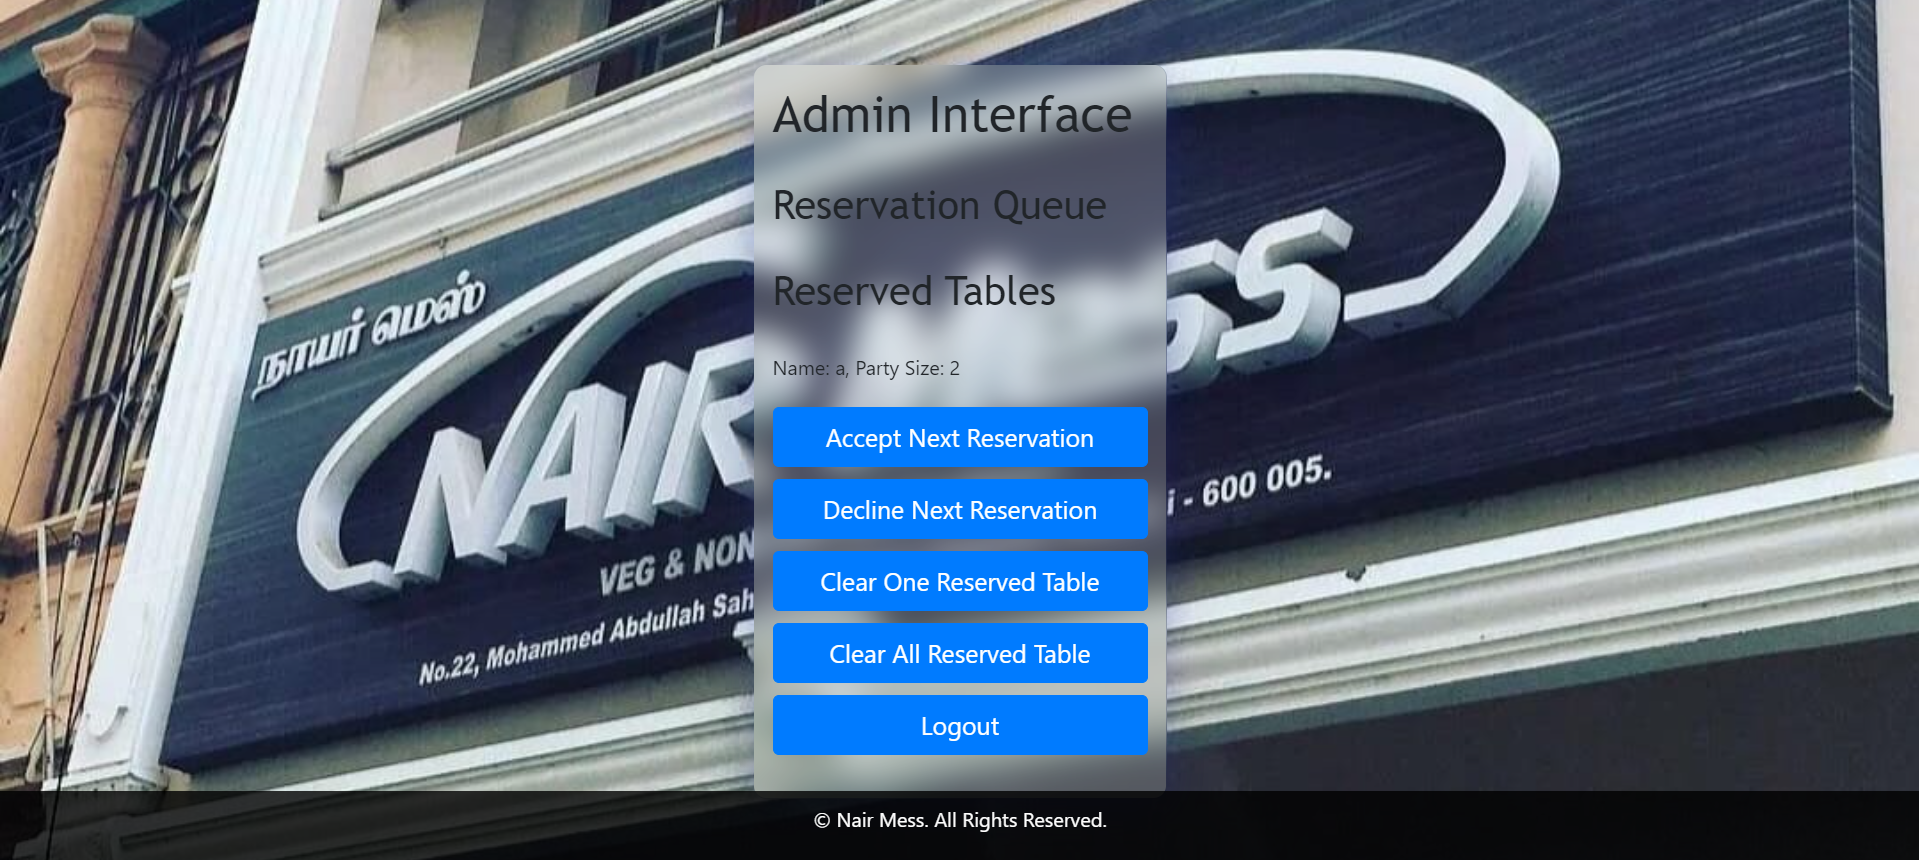 Admin Interface
Reservation Queue
Reserved Tables
Name: a, Party Size: 2
Accept Next Reservation
Decline Next Reservation
Clear One Reserved Table
Clear All Reserved Table
Logout
நாயர் மெஸ்
NAIR
VEG & NON
No.22, Mohammed Abdullah Sah
i - 600 005.
© Nair Mess. All Rights Reserved.